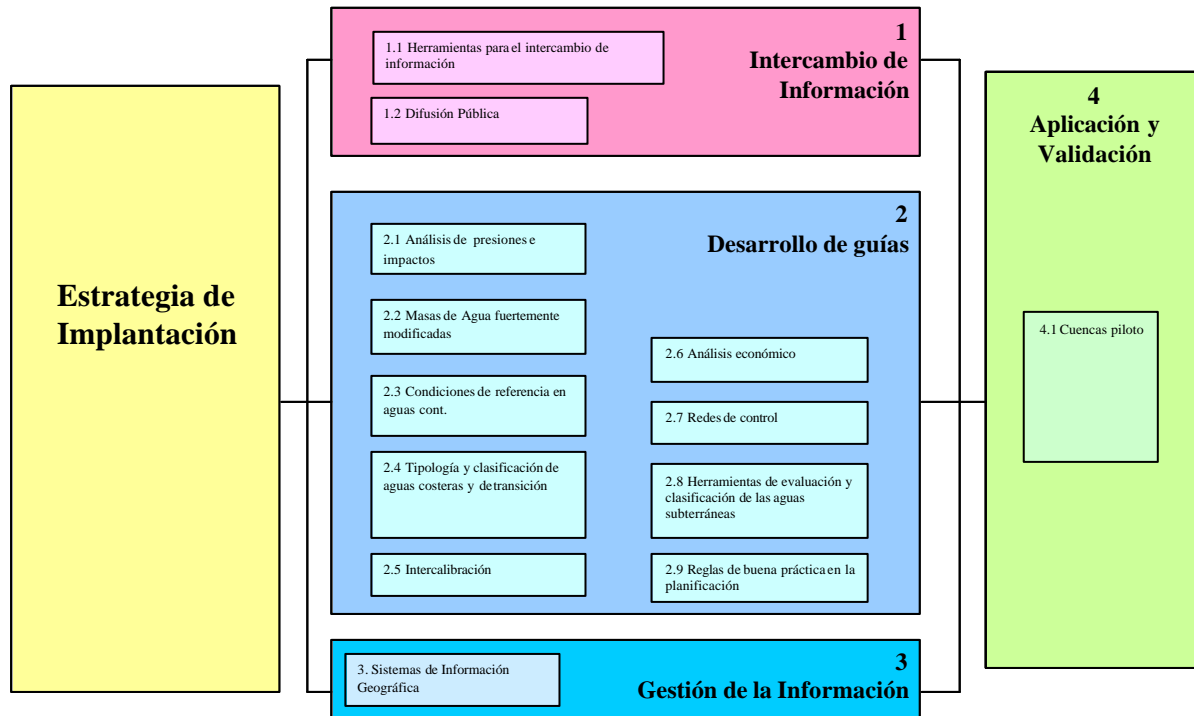 Estrategia de
Implantación
1
Intercambio de
Información
1.1 Herramientas para el intercambio de
información
1.2 Difusión Pública
2
Desarrollo de guías
2.1 Análisis de presiones e
impactos
2.2 Masas de Agua fuertemente
modificadas
2.3 Condiciones de referencia en
aguas cont.
2.4 Tipología y clasificación de
aguas costeras y de transición
2.5 Intercalibración
2.6 Análisis económico
2.7 Redes de control
2.8 Herramientas de evaluación y
clasificación de las aguas
subterráneas
2.9 Reglas de buena práctica en la
planificación
3
Gestión de la Información
3. Sistemas de Información
Geográfica
4
Aplicación y
Validación
4.1 Cuencas piloto